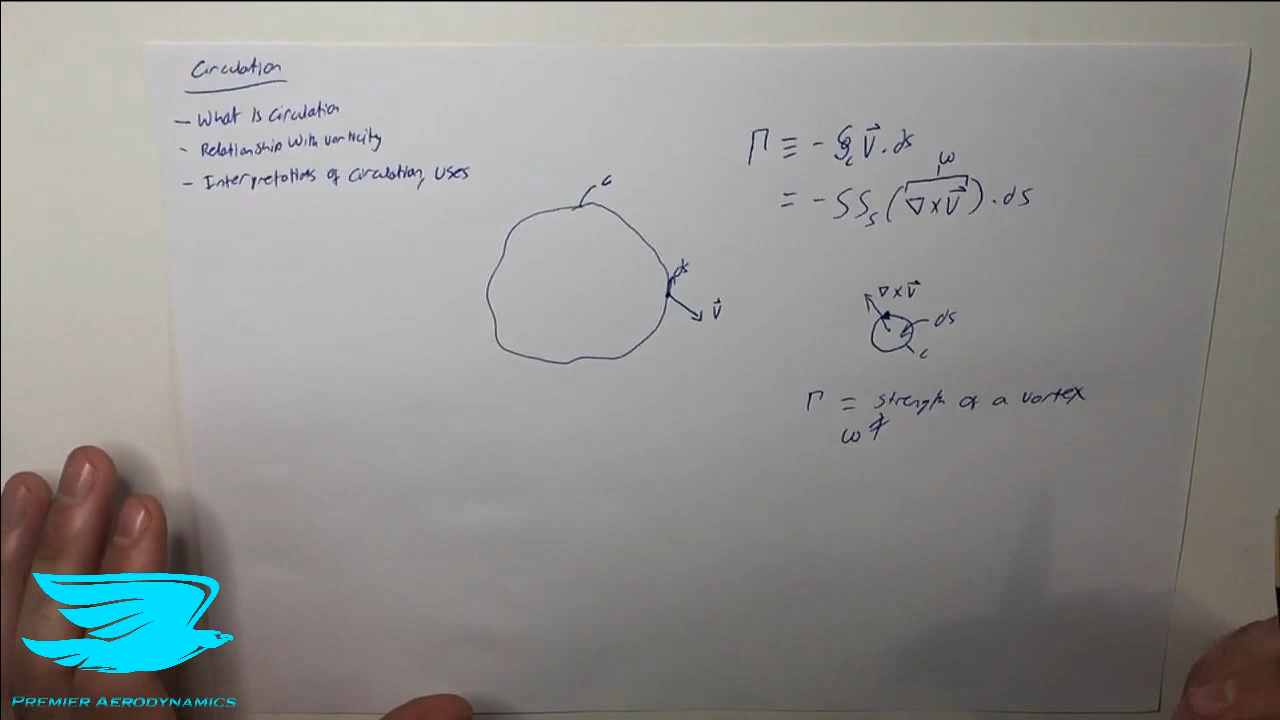 Circulation
- What Is Circulation
- Relationship With vorticity
- Interpretations of Circulation, Uses
Γ ≡ - ∮c V⃗ . ds
ω
= - SSs (∇ x V⃗) . ds
c
ds
V⃗
∇ x V⃗
ds
c
Γ = strength of a vortex
ω ≠
PREMIER AERODYNAMICS